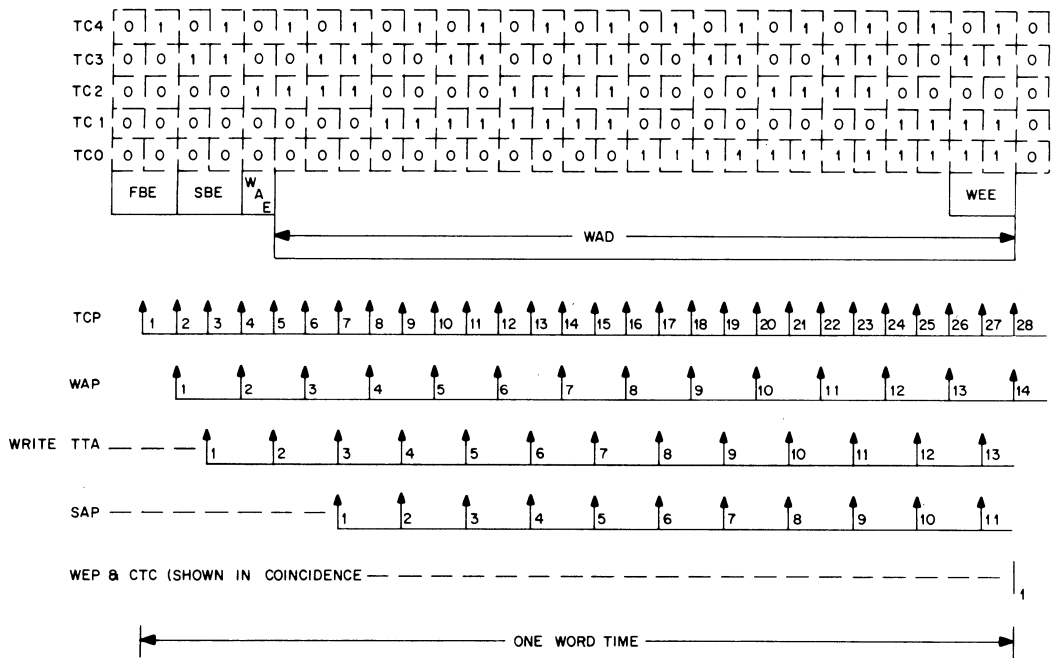 TC4 0 1 0 1 0 1 0 1 0 1 0 1 0 1 0 1 0 1 0 1 0 1 0 1 0 1 0 1 0
TC3 0 0 1 1 0 0 1 1 0 0 1 1 0 0 1 1 0 0 1 1 0 0 1 1 0 0 1 1 0
TC2 0 0 0 0 1 1 1 1 0 0 0 0 1 1 1 1 0 0 0 0 1 1 1 1 0 0 0 0 0
TC1 0 0 0 0 0 0 0 0 1 1 1 1 1 1 1 1 0 0 0 0 0 0 0 0 1 1 1 1 0
TC0 0 0 0 0 0 0 0 0 0 0 0 0 0 0 0 0 1 1 1 1 1 1 1 1 1 1 1 1 0
FBE SBE WAE WEE
WAD
TCP 1 2 3 4 5 6 7 8 9 10 11 12 13 14 15 16 17 18 19 20 21 22 23 24 25 26 27 28
WAP 1 2 3 4 5 6 7 8 9 10 11 12 13 14
WRITE TTA 1 2 3 4 5 6 7 8 9 10 11 12 13
SAP 1 2 3 4 5 6 7 8 9 10 11
WEP & CTC (SHOWN IN COINCIDENCE 1
ONE WORD TIME